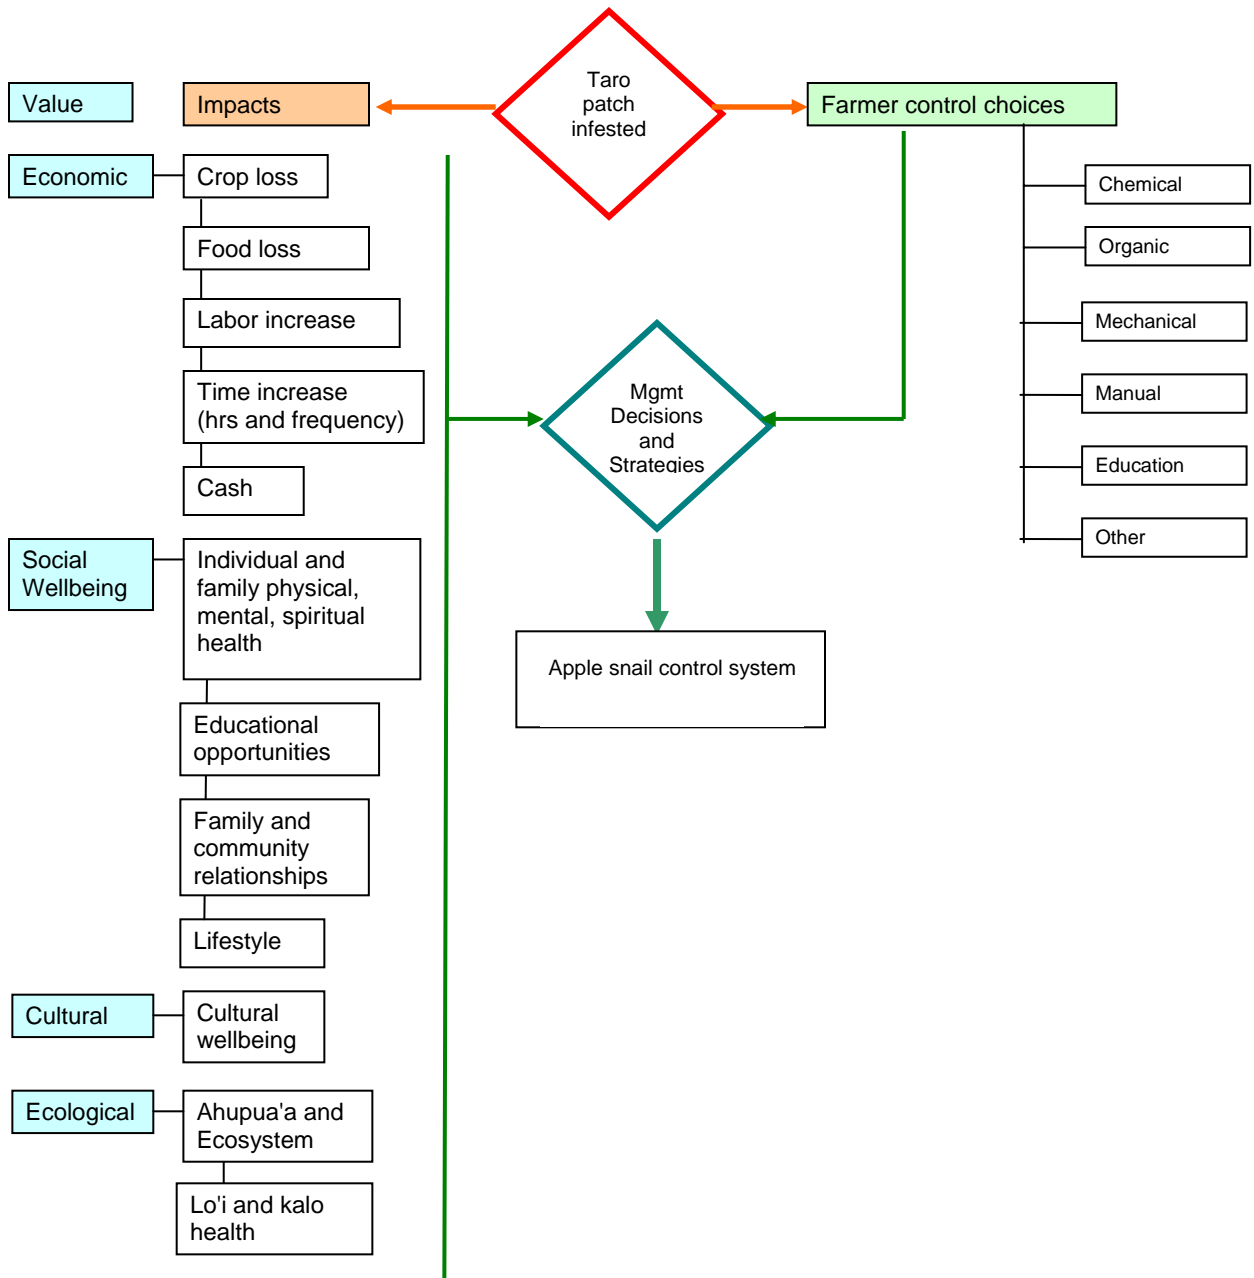 Value
Impacts
Taro
patch
infested
Farmer control choices
Economic
Crop loss
Food loss
Labor increase
Time increase
(hrs and frequency)
Cash
Social
Wellbeing
Individual and
family physical,
mental, spiritual
health
Educational
opportunities
Family and
community
relationships
Lifestyle
Cultural
Cultural
wellbeing
Ecological
Ahupua'a and
Ecosystem
Lo'i and kalo
health
Mgmt
Decisions
and
Strategies
Apple snail control system
Chemical
Organic
Mechanical
Manual
Education
Other